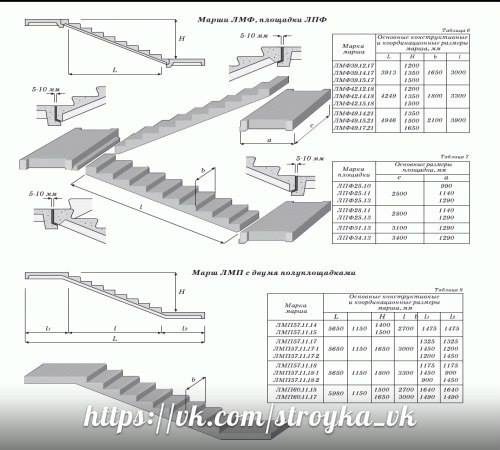 Марши ЛМФ, площадки ЛПФ
Таблица 6
Марка марша
Основные конструктивные и координационные размеры марша, мм
L H b l
ЛМФ39.12.17 1200
ЛМФ39.14.17 3913 1350 1650 3000
ЛМФ39.15.17 1500
ЛМФ42.12.18 1200
ЛМФ42.14.18 4249 1350 1800 3300
ЛМФ42.15.18 1500
ЛМФ49.14.21 1350
ЛМФ49.15.21 4946 1500 2100 3900
ЛМФ49.17.21 1650
H
L
5-10 мм
5-10 мм
c
a
b
l
5-10 мм
5-10 мм
Таблица 7
Марка площадки
Основные размеры площадки, мм
c a
ЛПФ25.10 990
ЛПФ25.11 2500 1140
ЛПФ25.13 1290
ЛПФ28.11 2800 1140
ЛПФ25.13 1290
ЛПФ31.13 3100 1290
ЛПФ34.13 3400 1290
Марш ЛМП с двумя полуплощадками
H
l₁ l l₂
L
b
Таблица 8
Марка марша
Основные конструктивные и координационные размеры марша, мм
L H l b l₁ l₂
ЛМП57.11.14 5650 1150 1400 2700 1475 1475
ЛМП57.11.15 1500
ЛМП57.11.17 1325 1325
ЛМП57.11.17-1 5650 1150 1650 3000 1450 1200
ЛМП57.11.17-2 1200 1450
ЛМП57.11.18 1175 1175
ЛМП57.11.18-1 5650 1150 1800 3300 1450 900
ЛМП57.11.18-2 900 1450
ЛМП60.11.15 5980 1150 1500 2700 1640 1640
ЛМП60.11.17 1650 3000 1490 1490
https://vk.com/stroyka_vk